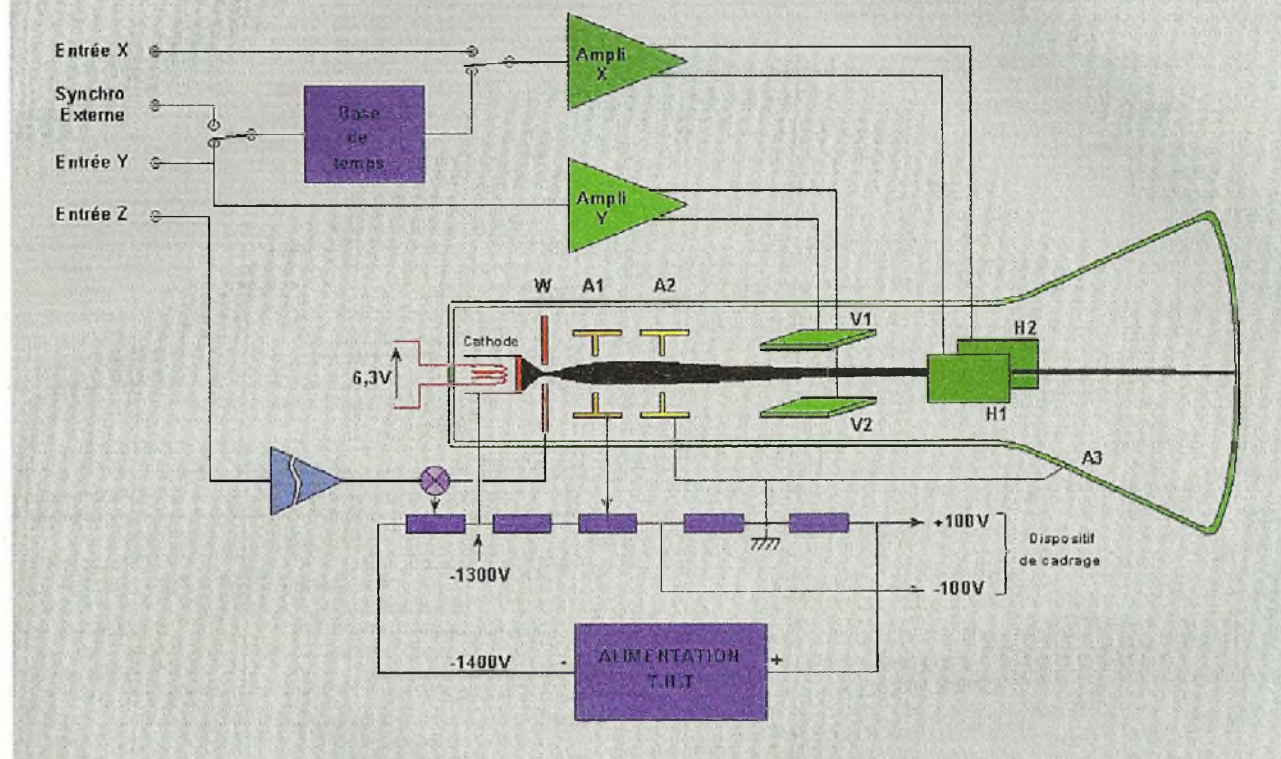 Entrée X
Synchro
Externe
Entrée Y
Entrée Z
Base
de
temps
Ampli
X
Ampli
Y
W
A1
A2
V1
V2
H2
H1
A3
Cathode
6,3V
-1300V
+100V
-100V
Dispositif
de cadrage
-1400V
-
ALIMENTATION
T.H.T
+